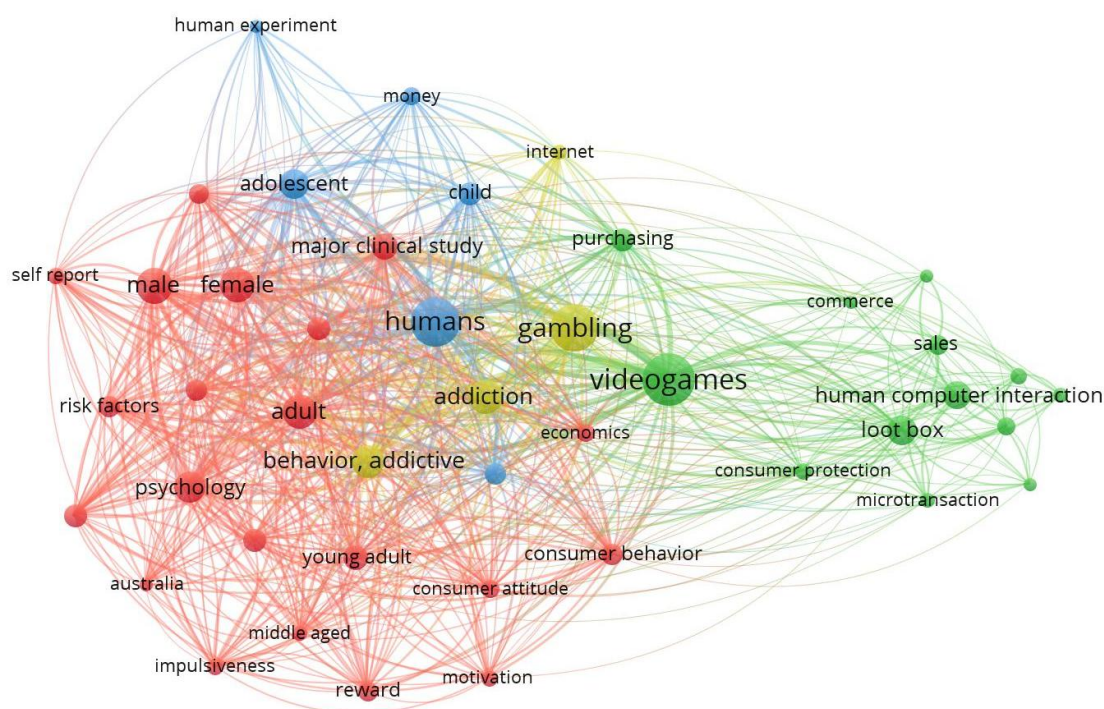 human experiment
money
internet
adolescent
child
purchasing
major clinical study
self report
male
female
commerce
humans
gambling
sales
videogames
addiction
human computer interaction
risk factors
adult
economics
loot box
behavior, addictive
consumer protection
psychology
microtransaction
young adult
consumer behavior
australia
consumer attitude
middle aged
impulsiveness
reward
motivation